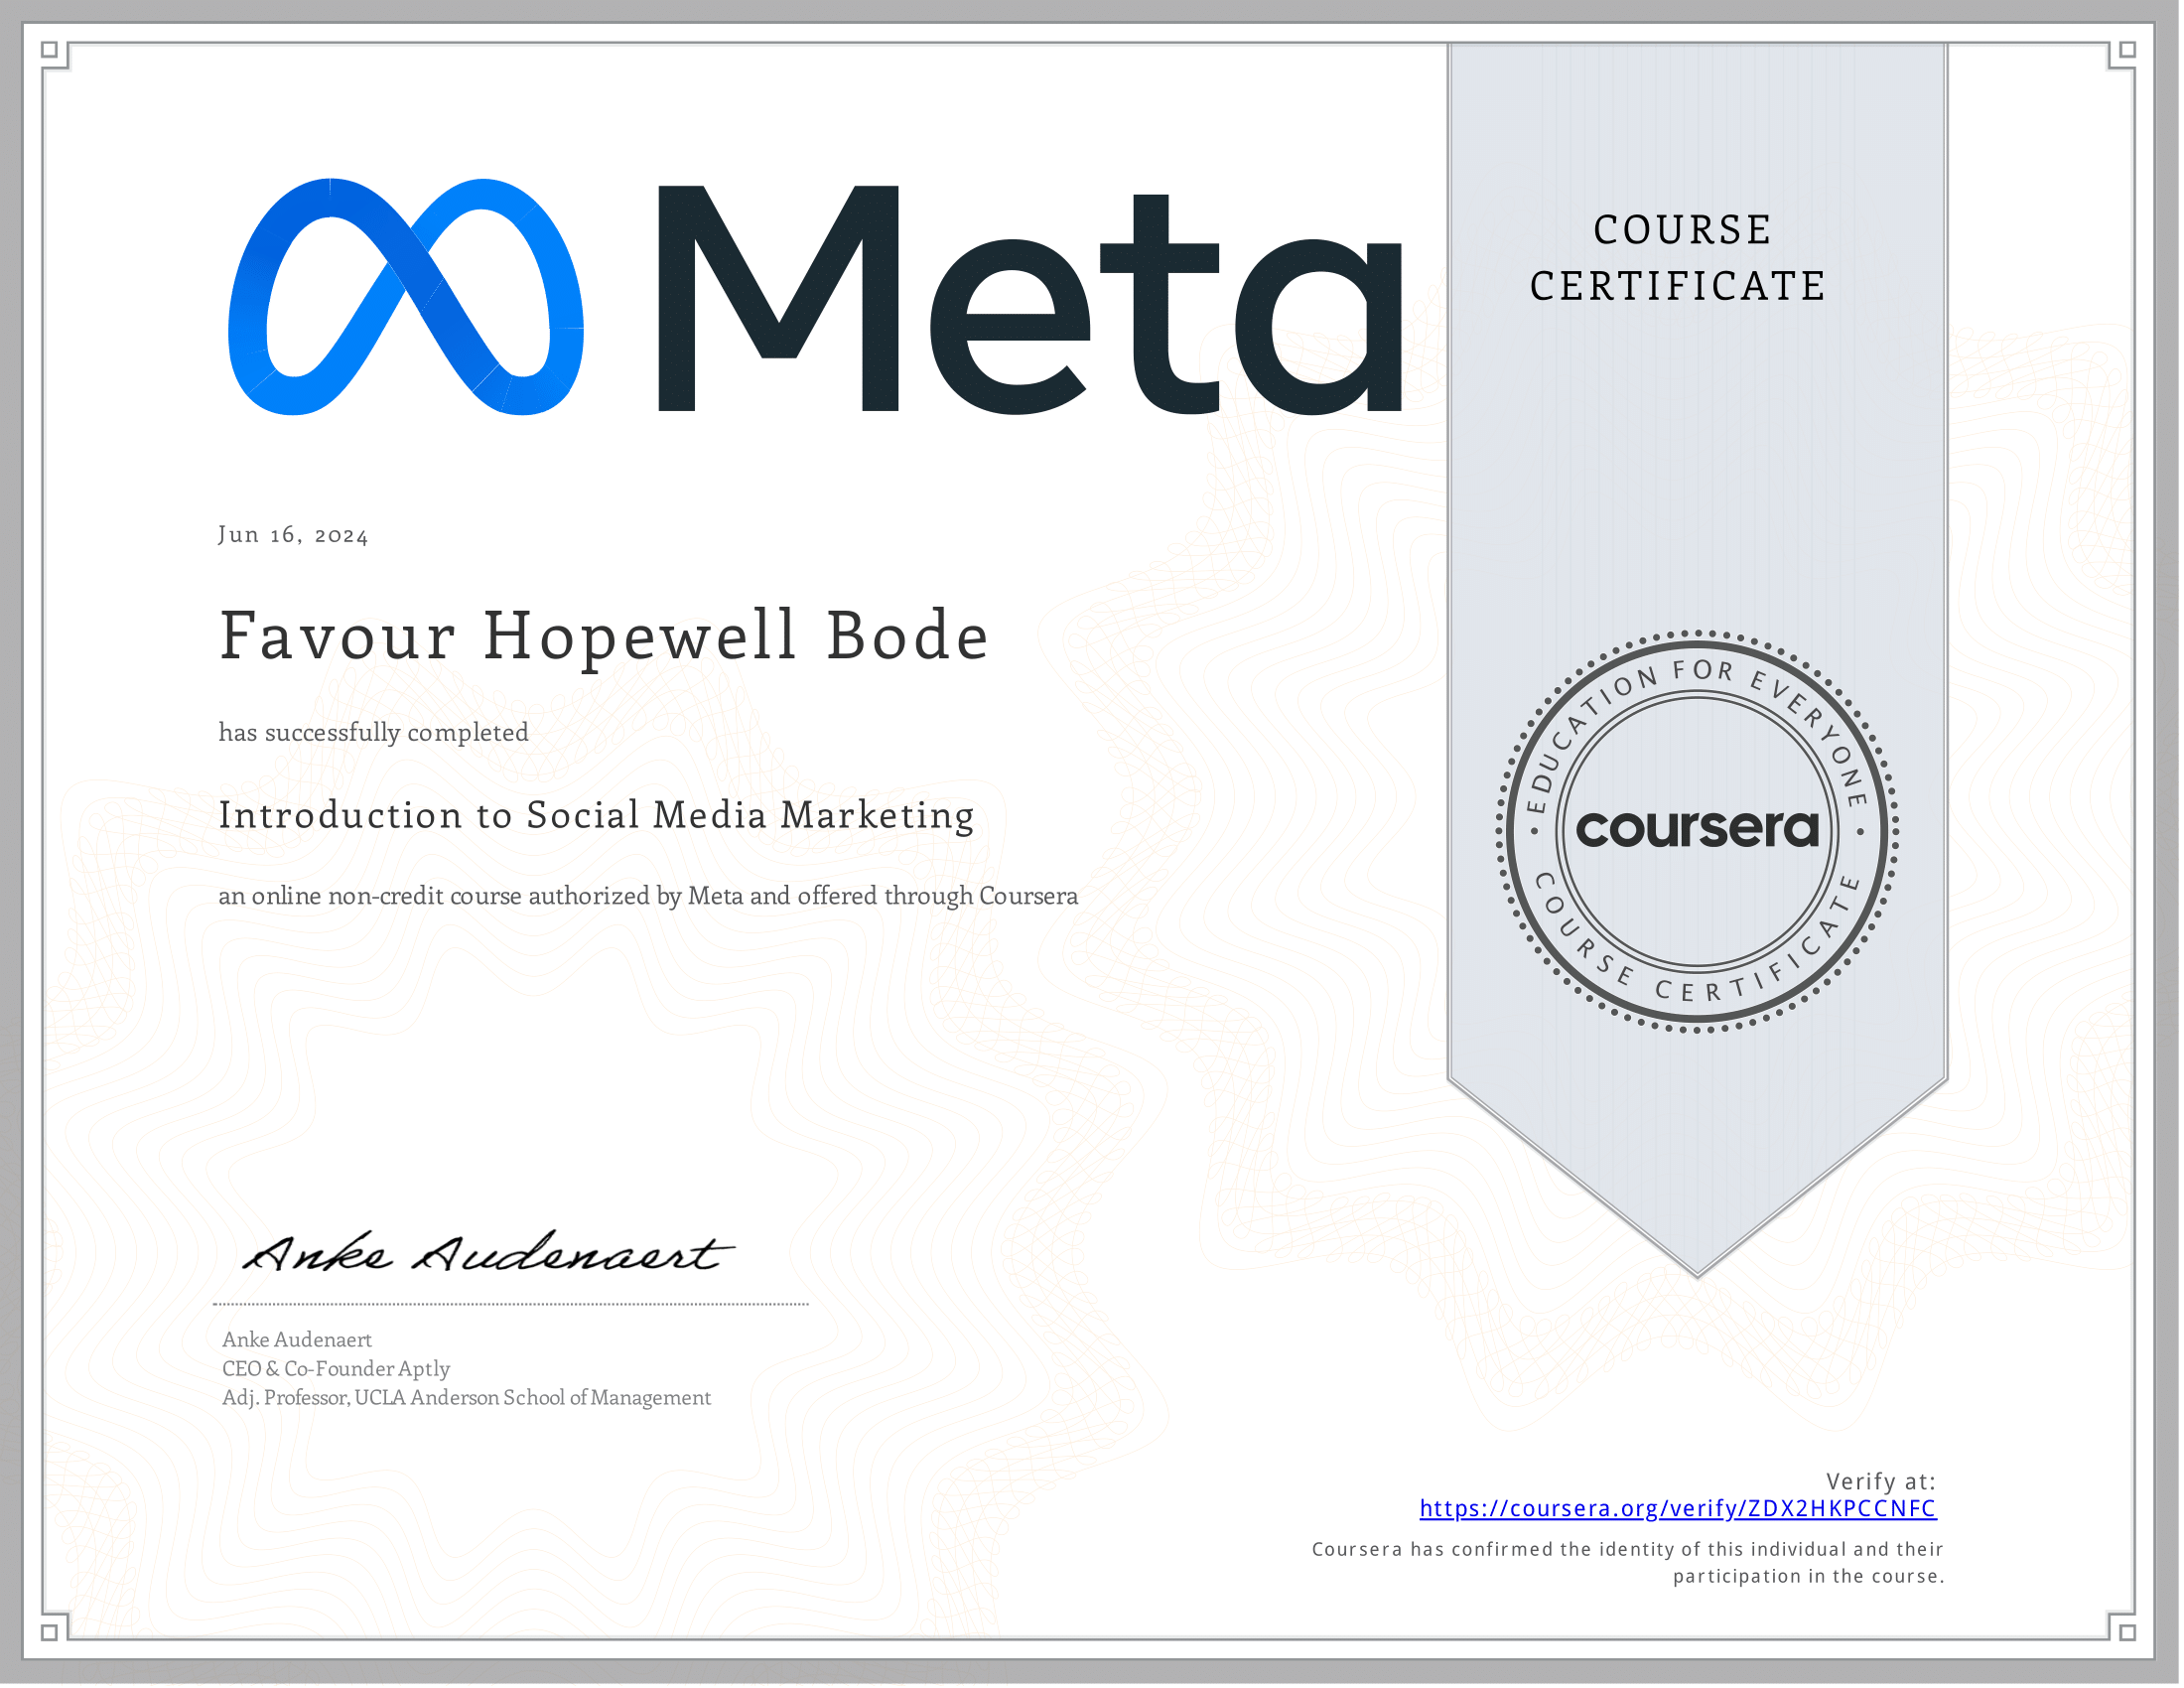 Meta
COURSE
CERTIFICATE
Jun 16, 2024
Favour Hopewell Bode
has successfully completed
Introduction to Social Media Marketing
an online non-credit course authorized by Meta and offered through Coursera
EDUCATION FOR EVERYONE
coursera
COURSE CERTIFICATE
Anke Audenaert
Anke Audenaert
CEO & Co-Founder Aptly
Adj. Professor, UCLA Anderson School of Management
Verify at:
https://coursera.org/verify/ZDX2HKPCCNFC
Coursera has confirmed the identity of this individual and their
participation in the course.